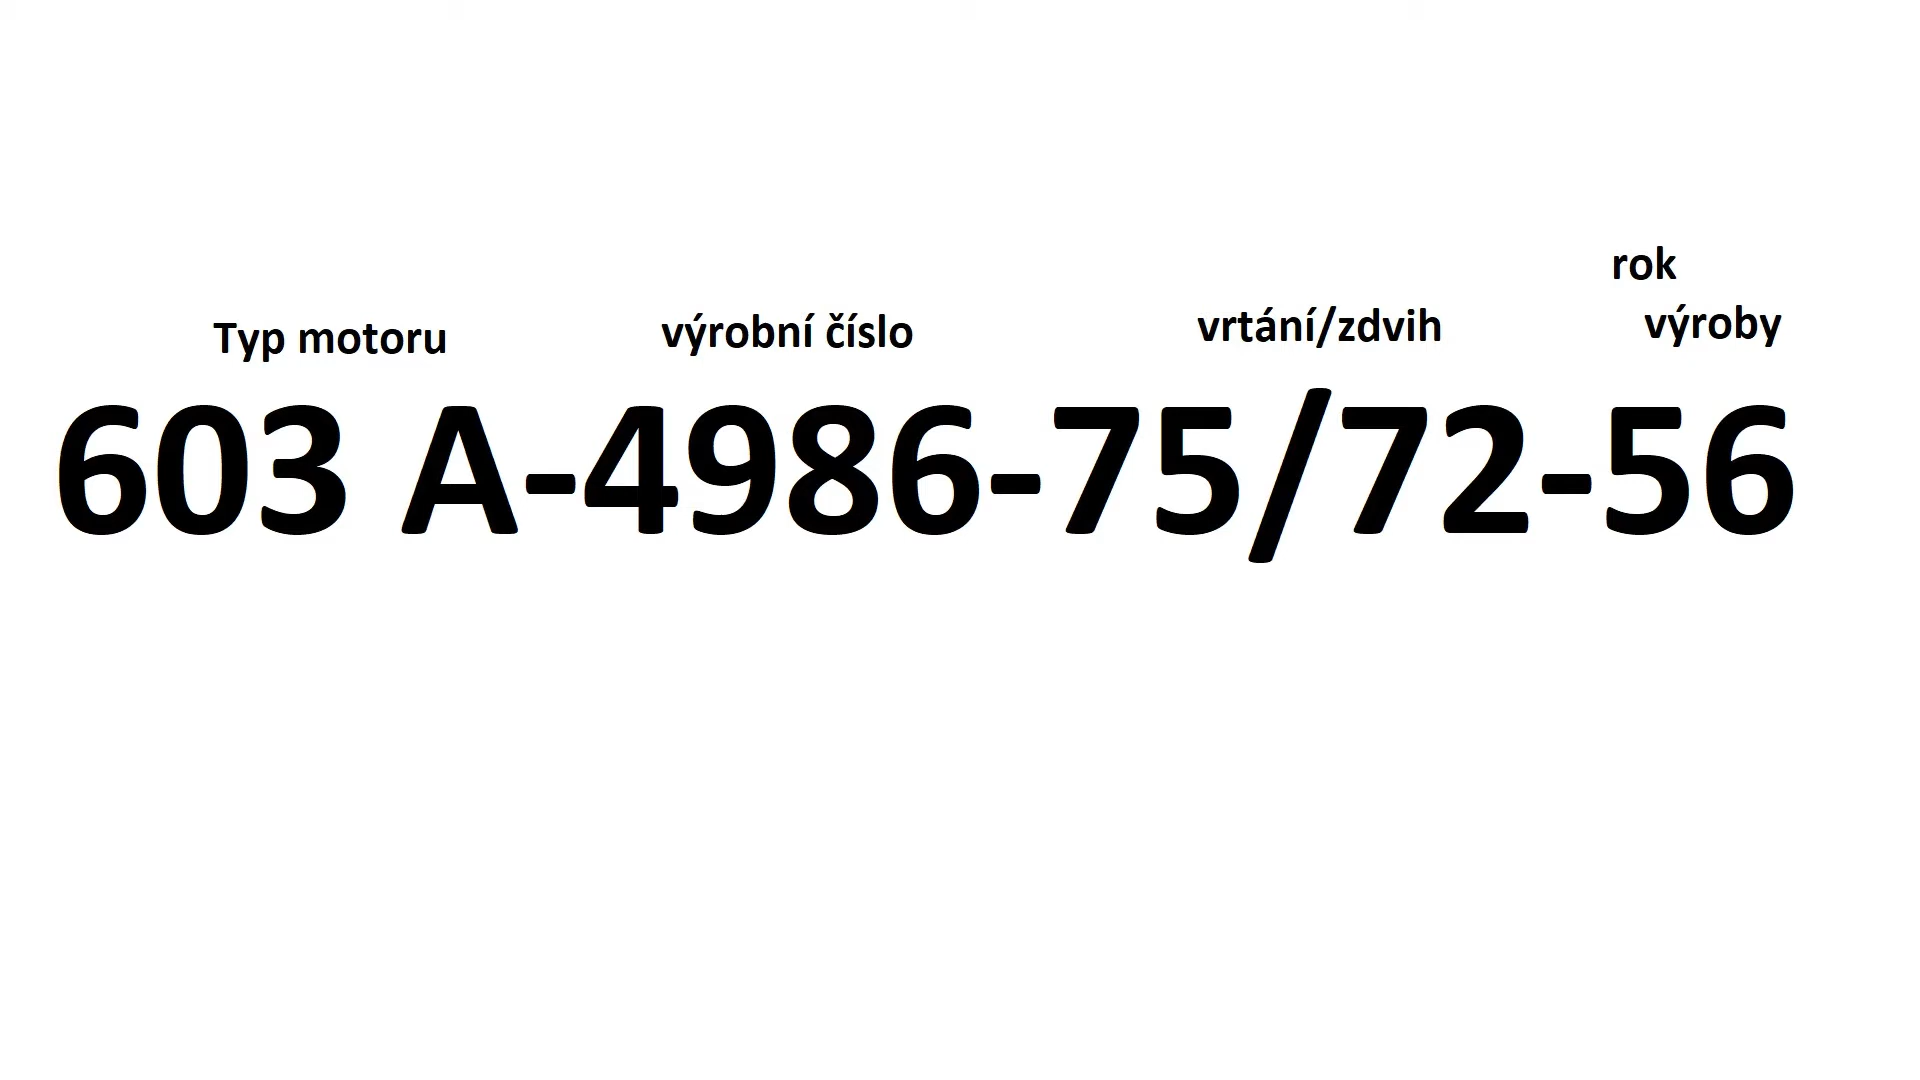 rok
Typ motoru výrobní číslo vrtání/zdvih výroby
603 A-4986-75/72-56